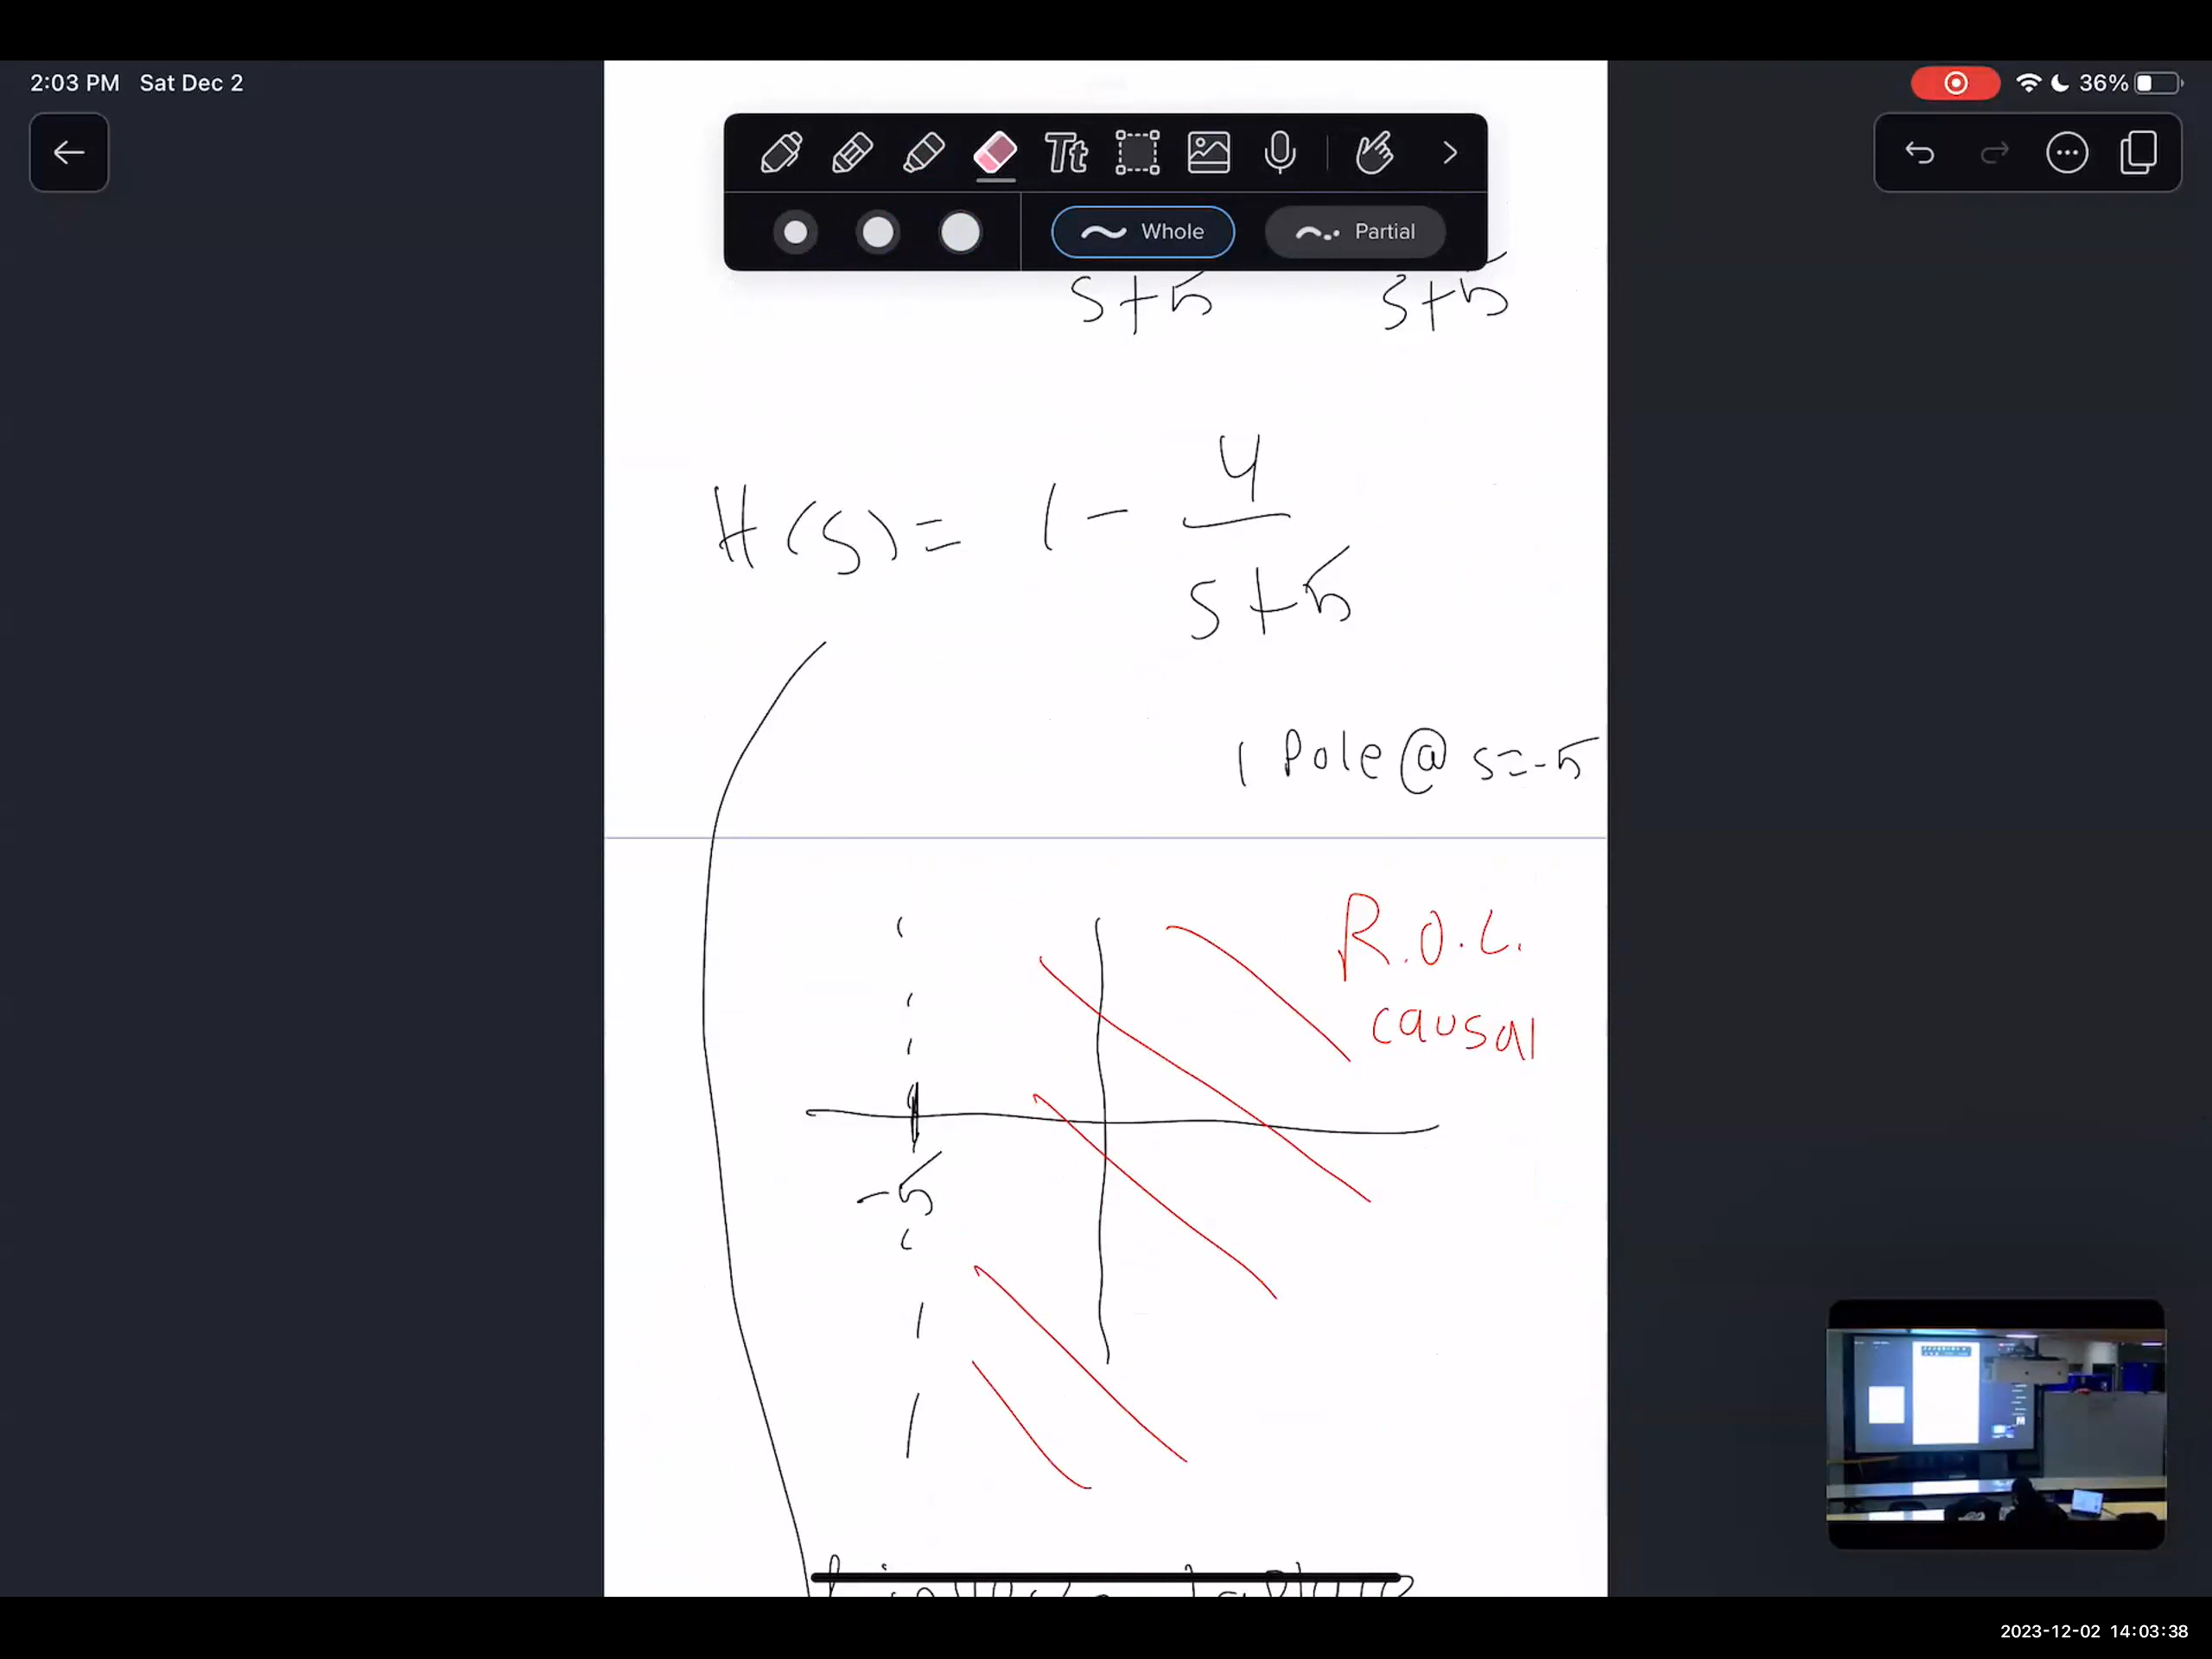 2:03 PM Sat Dec 2
36%
Tt
Whole Partial
s+5 s+5
H(s) = 1 - 4
s+5
1 Pole @ s=-5
R.O.C.
causal
-5
2023-12-02 14:03:38